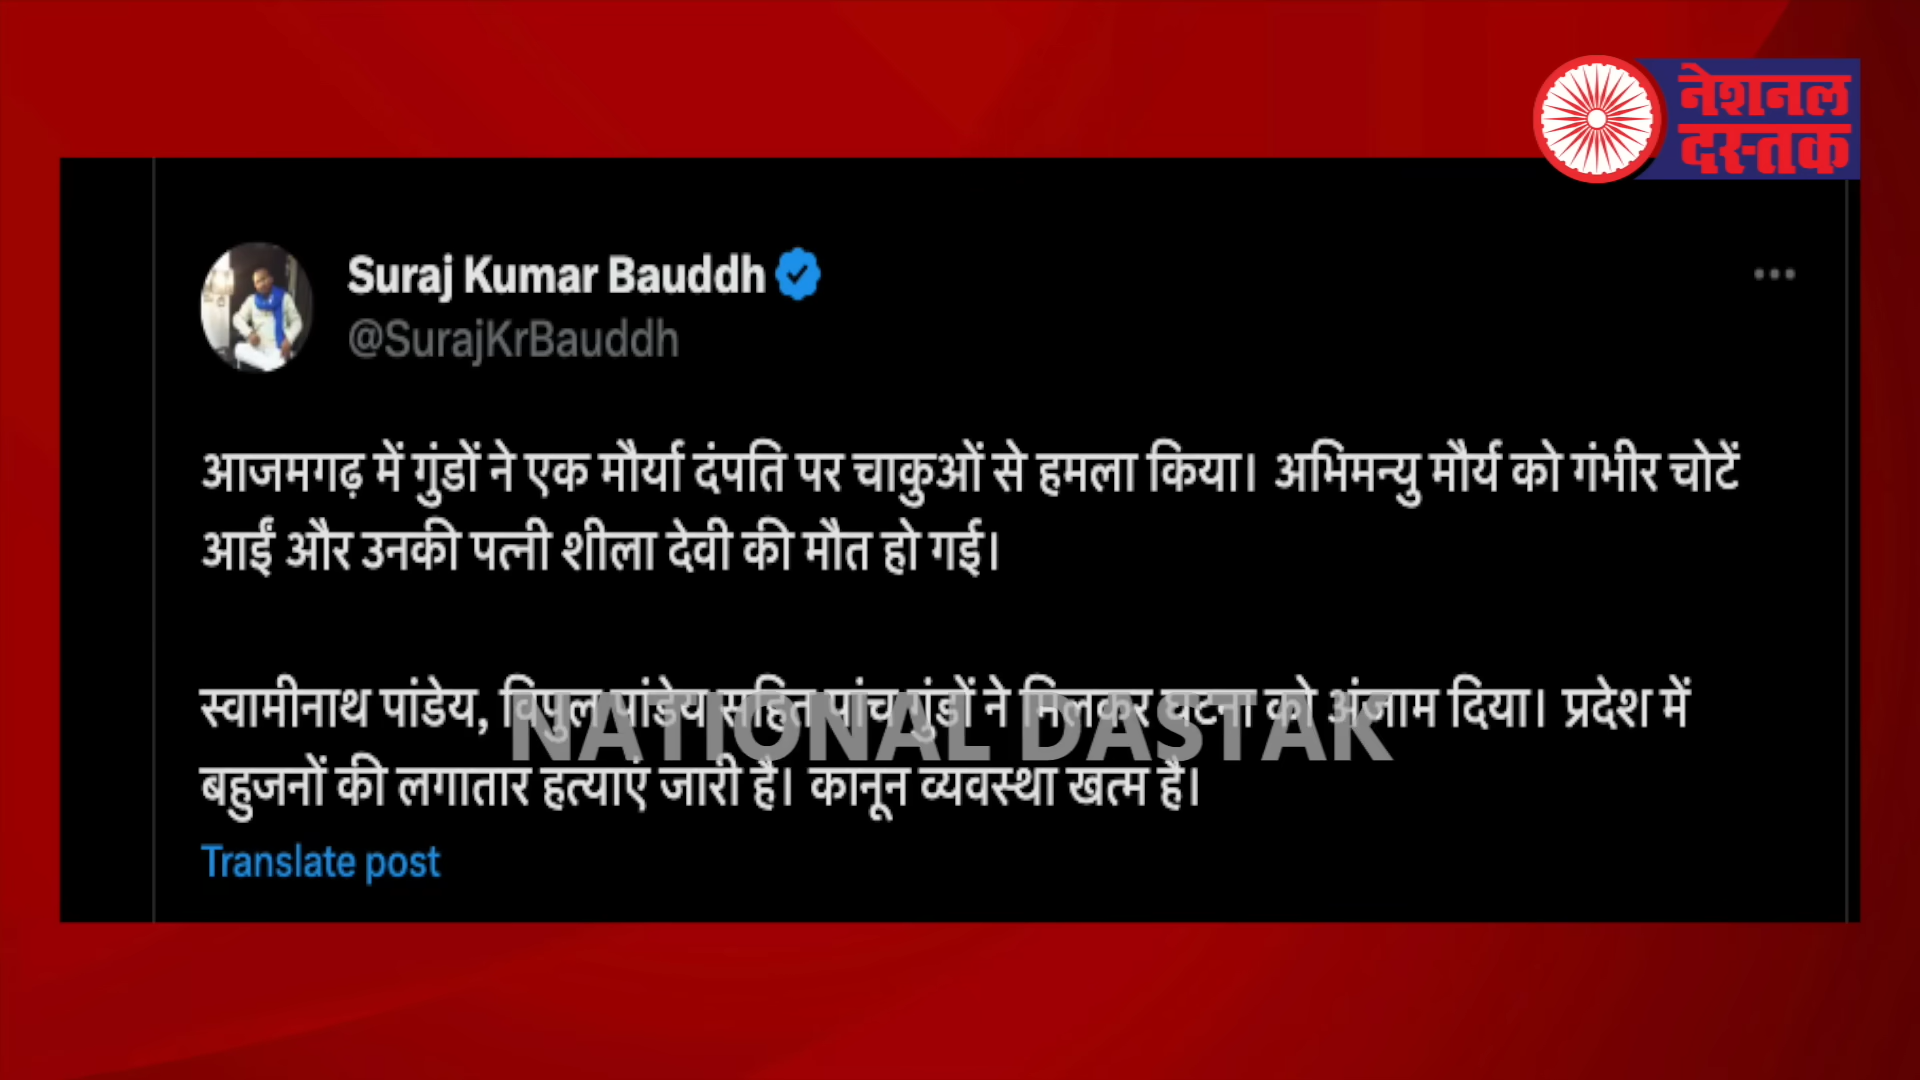 नेशनल
दस्तक
Suraj Kumar Bauddh
@SurajKrBauddh
आजमगढ़ में गुंडों ने एक मौर्या दंपति पर चाकुओं से हमला किया। अभिमन्यु मौर्य को गंभीर चोटें
आईं और उनकी पत्नी शीला देवी की मौत हो गई।
स्वामीनाथ पांडेय, विपुल पांडेय सहित पांच गुंडों ने मिलकर घटना को अंजाम दिया। प्रदेश में
NATIONAL DASTAK
बहुजनों की लगातार हत्याएं जारी है। कानून व्यवस्था खत्म है।
Translate post